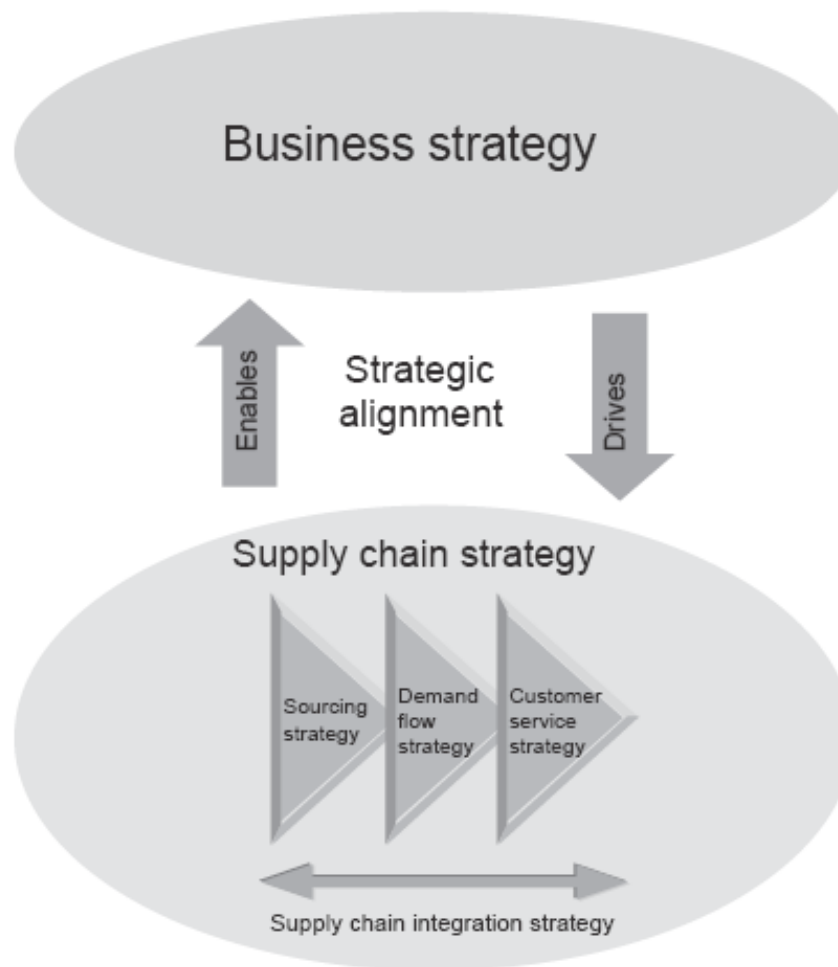 Business strategy
Enables
Strategic
alignment
Drives
Supply chain strategy
Sourcing
strategy
Demand
flow
strategy
Customer
service
strategy
Supply chain integration strategy